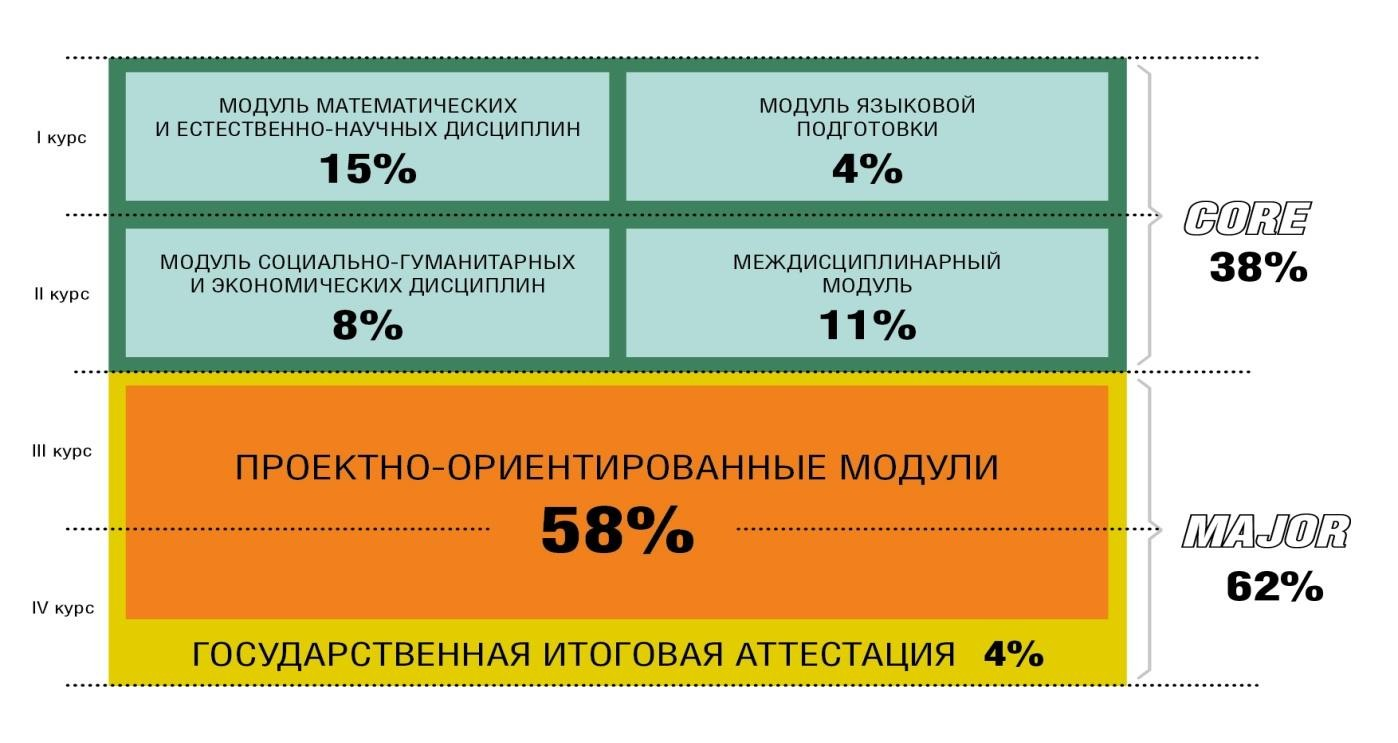 I курс
МОДУЛЬ МАТЕМАТИЧЕСКИХ
И ЕСТЕСТВЕННО-НАУЧНЫХ ДИСЦИПЛИН
15%
МОДУЛЬ ЯЗЫКОВОЙ
ПОДГОТОВКИ
4%
II курс
МОДУЛЬ СОЦИАЛЬНО-ГУМАНИТАРНЫХ
И ЭКОНОМИЧЕСКИХ ДИСЦИПЛИН
8%
МЕЖДИСЦИПЛИНАРНЫЙ
МОДУЛЬ
11%
CORE
38%
III курс
ПРОЕКТНО-ОРИЕНТИРОВАННЫЕ МОДУЛИ
58%
IV курс
ГОСУДАРСТВЕННАЯ ИТОГОВАЯ АТТЕСТАЦИЯ 4%
MAJOR
62%